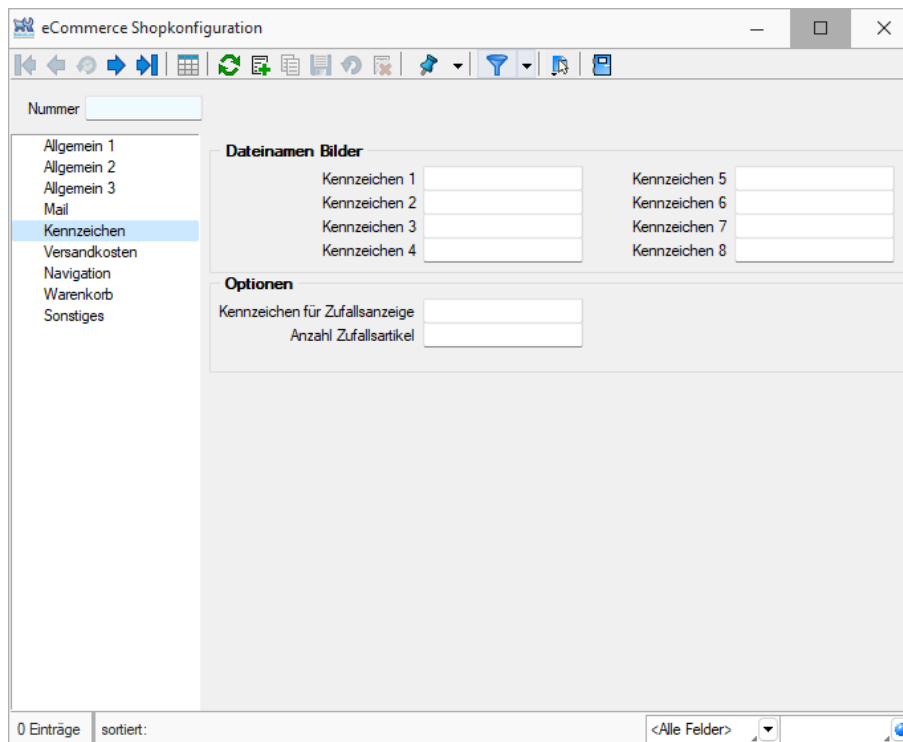 eCommerce Shopkonfiguration
Nummer
Allgemein 1
Allgemein 2
Allgemein 3
Mail
Kennzeichen
Versandkosten
Navigation
Warenkorb
Sonstiges
Dateinamen Bilder
Kennzeichen 1 Kennzeichen 5
Kennzeichen 2 Kennzeichen 6
Kennzeichen 3 Kennzeichen 7
Kennzeichen 4 Kennzeichen 8
Optionen
Kennzeichen für Zufallsanzeige
Anzahl Zufallsartikel
0 Einträge sortiert: <Alle Felder>